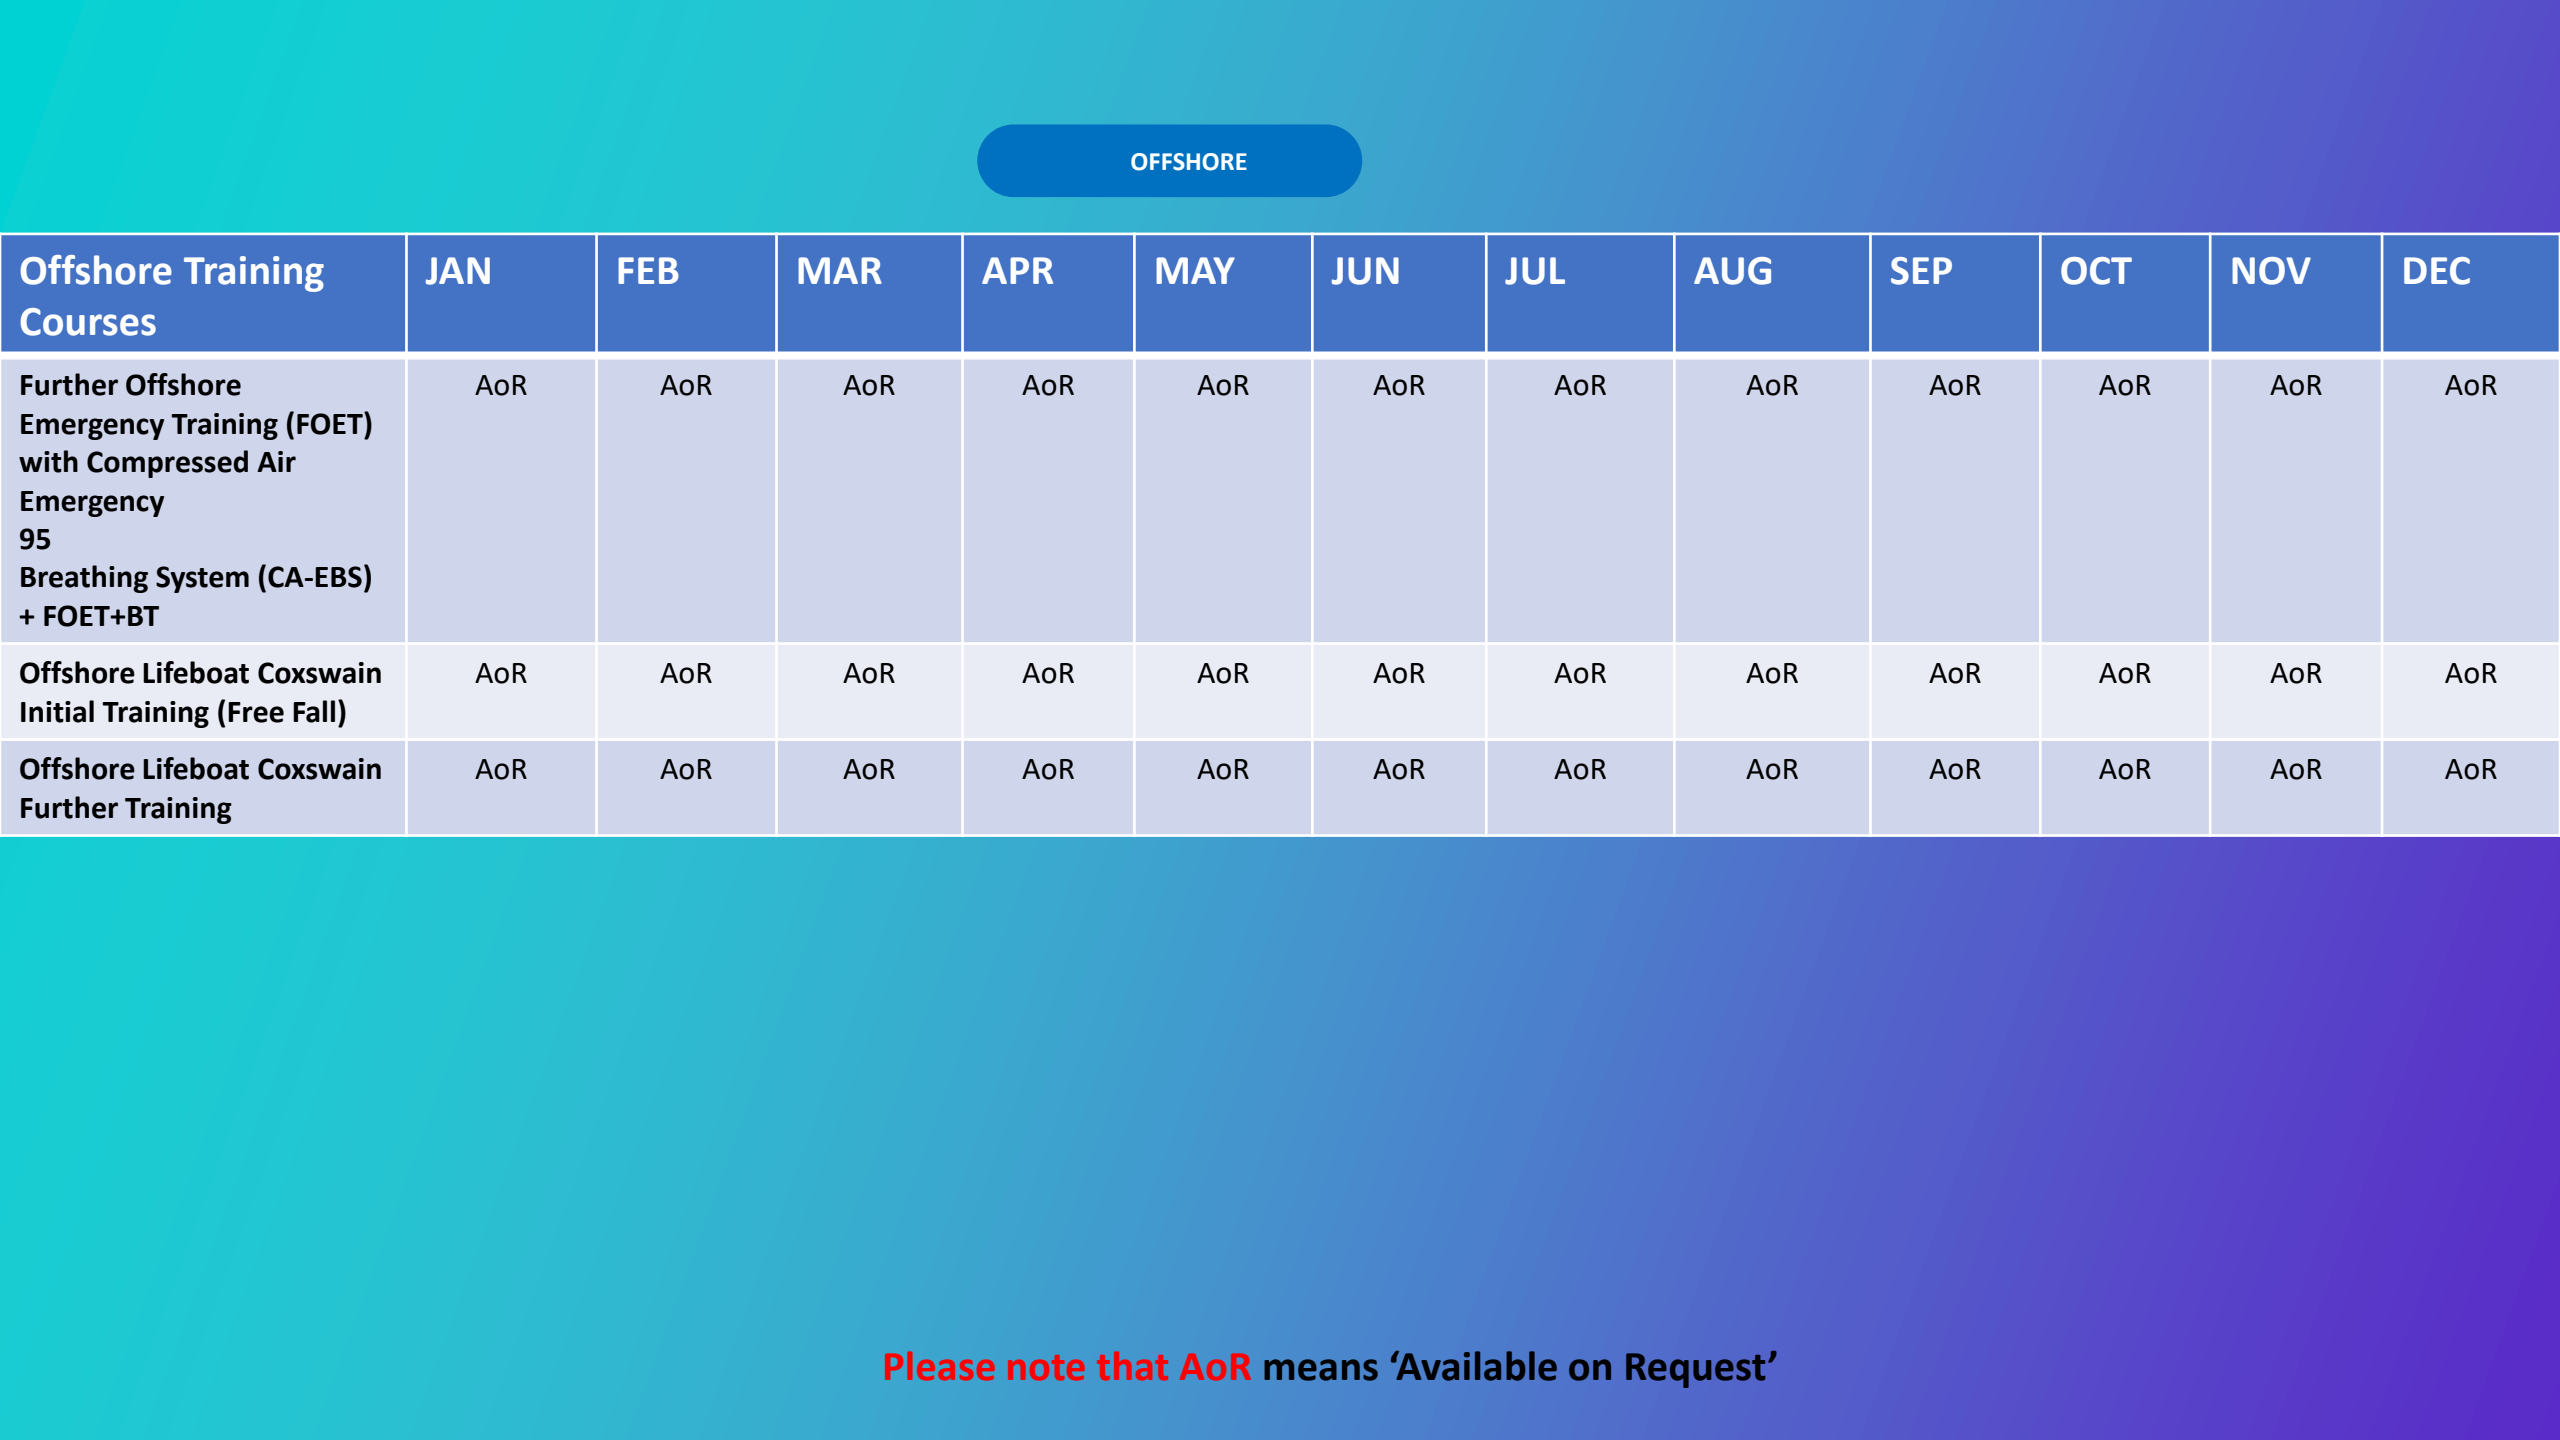 OFFSHORE
Offshore Training
Courses
JAN FEB MAR APR MAY JUN JUL AUG SEP OCT NOV DEC
Further Offshore AoR AoR AoR AoR AoR AoR AoR AoR AoR AoR AoR AoR
Emergency Training (FOET)
with Compressed Air
Emergency
95
Breathing System (CA-EBS)
+ FOET+BT
Offshore Lifeboat Coxswain AoR AoR AoR AoR AoR AoR AoR AoR AoR AoR AoR AoR
Initial Training (Free Fall)
Offshore Lifeboat Coxswain AoR AoR AoR AoR AoR AoR AoR AoR AoR AoR AoR AoR
Further Training
Please note that AoR means ‘Available on Request’